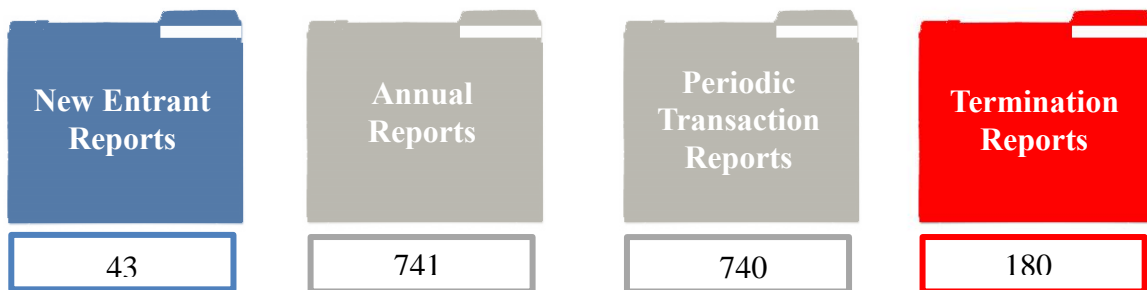 New Entrant
Reports
Annual
Reports
Periodic
Transaction
Reports
Termination
Reports
43
741
740
180